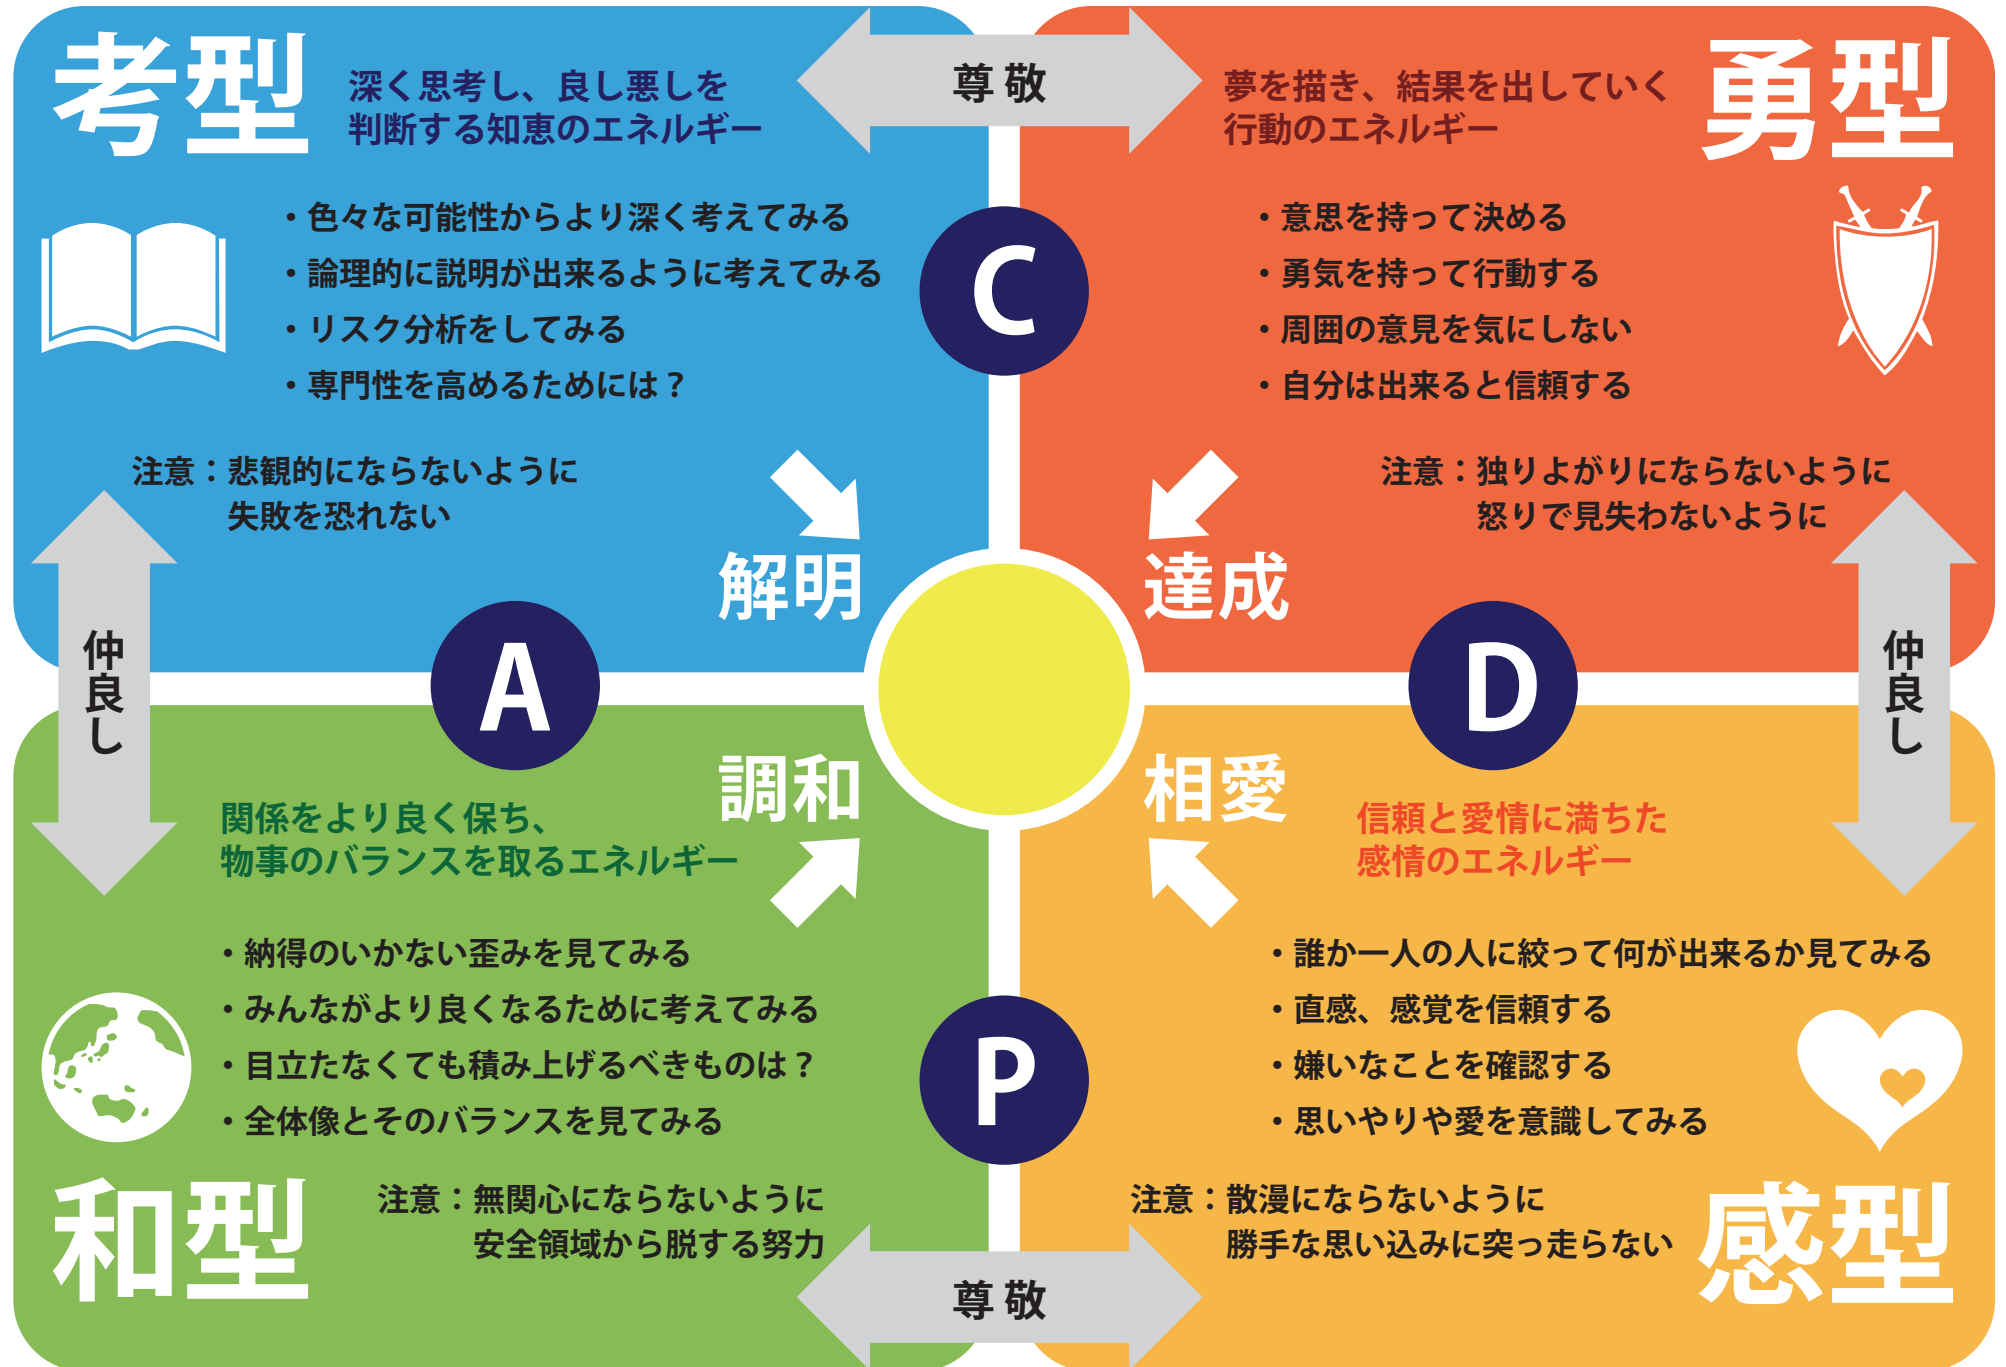 考型
深く思考し、良し悪しを
判断する知恵のエネルギー
・色々な可能性からより深く考えてみる
・論理的に説明が出来るように考えてみる
・リスク分析をしてみる
・専門性を高めるためには？
注意：悲観的にならないように
失敗を恐れない
解明
尊敬
C
勇型
夢を描き、結果を出していく
行動のエネルギー
・意思を持って決める
・勇気を持って行動する
・周囲の意見を気にしない
・自分は出来ると信頼する
注意：独りよがりにならないように
怒りで見失わないように
達成
仲良し
A
D
仲良し
調和
関係をより良く保ち、
物事のバランスを取るエネルギー
・納得のいかない歪みを見てみる
・みんながより良くなるために考えてみる
・目立たなくても積み上げるべきものは？
・全体像とそのバランスを見てみる
和型
注意：無関心にならないように
安全領域から脱する努力
P
尊敬
相愛
信頼と愛情に満ちた
感情のエネルギー
・誰か一人の人に絞って何が出来るか見てみる
・直感、感覚を信頼する
・嫌いなことを確認する
・思いやりや愛を意識してみる
注意：散漫にならないように
勝手な思い込みに突っ走らない
感型